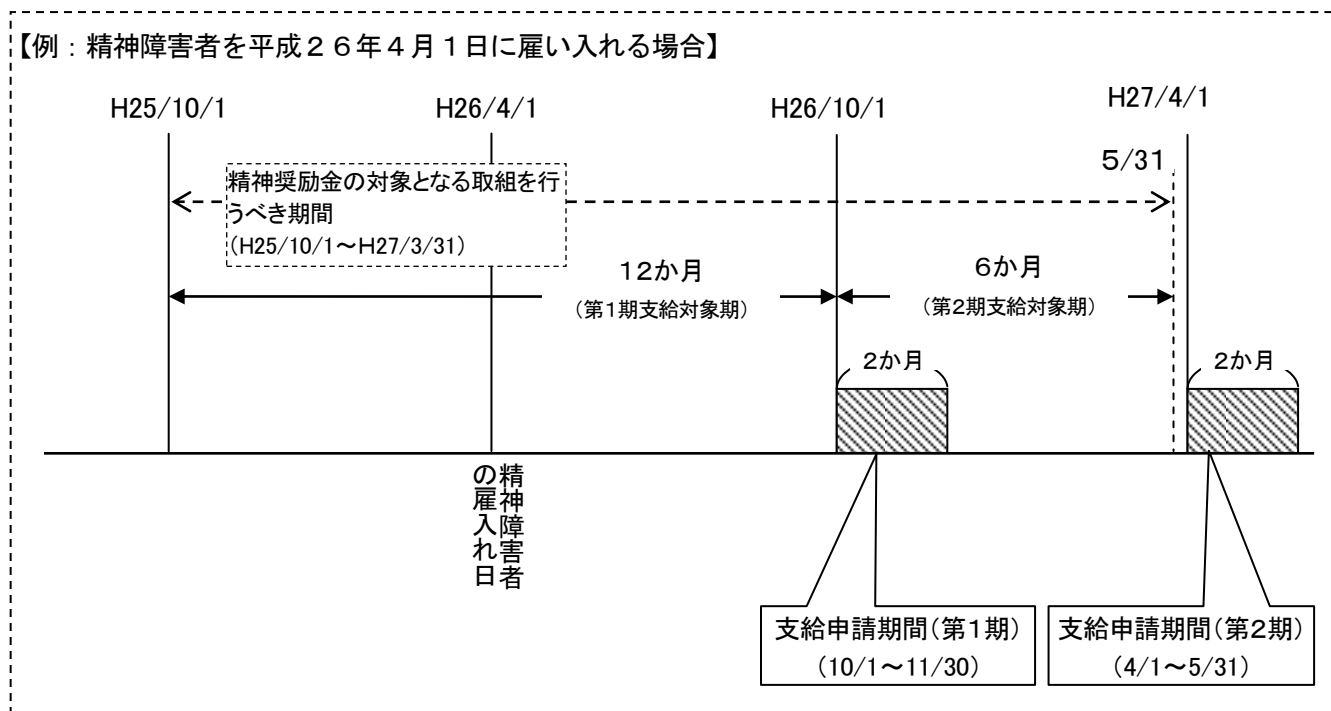 【例：精神障害者を平成２６年４月１日に雇い入れる場合】
H25/10/1
H26/4/1
H26/10/1
H27/4/1
5/31
精神奨励金の対象となる取組を行
うべき期間
（H25/10/1～H27/3/31）
12か月
（第1期支給対象期）
6か月
（第2期支給対象期）
2か月
2か月
精神障害者
の雇入れ日
支給申請期間（第1期）
（10/1～11/30）
支給申請期間（第2期）
（4/1～5/31）